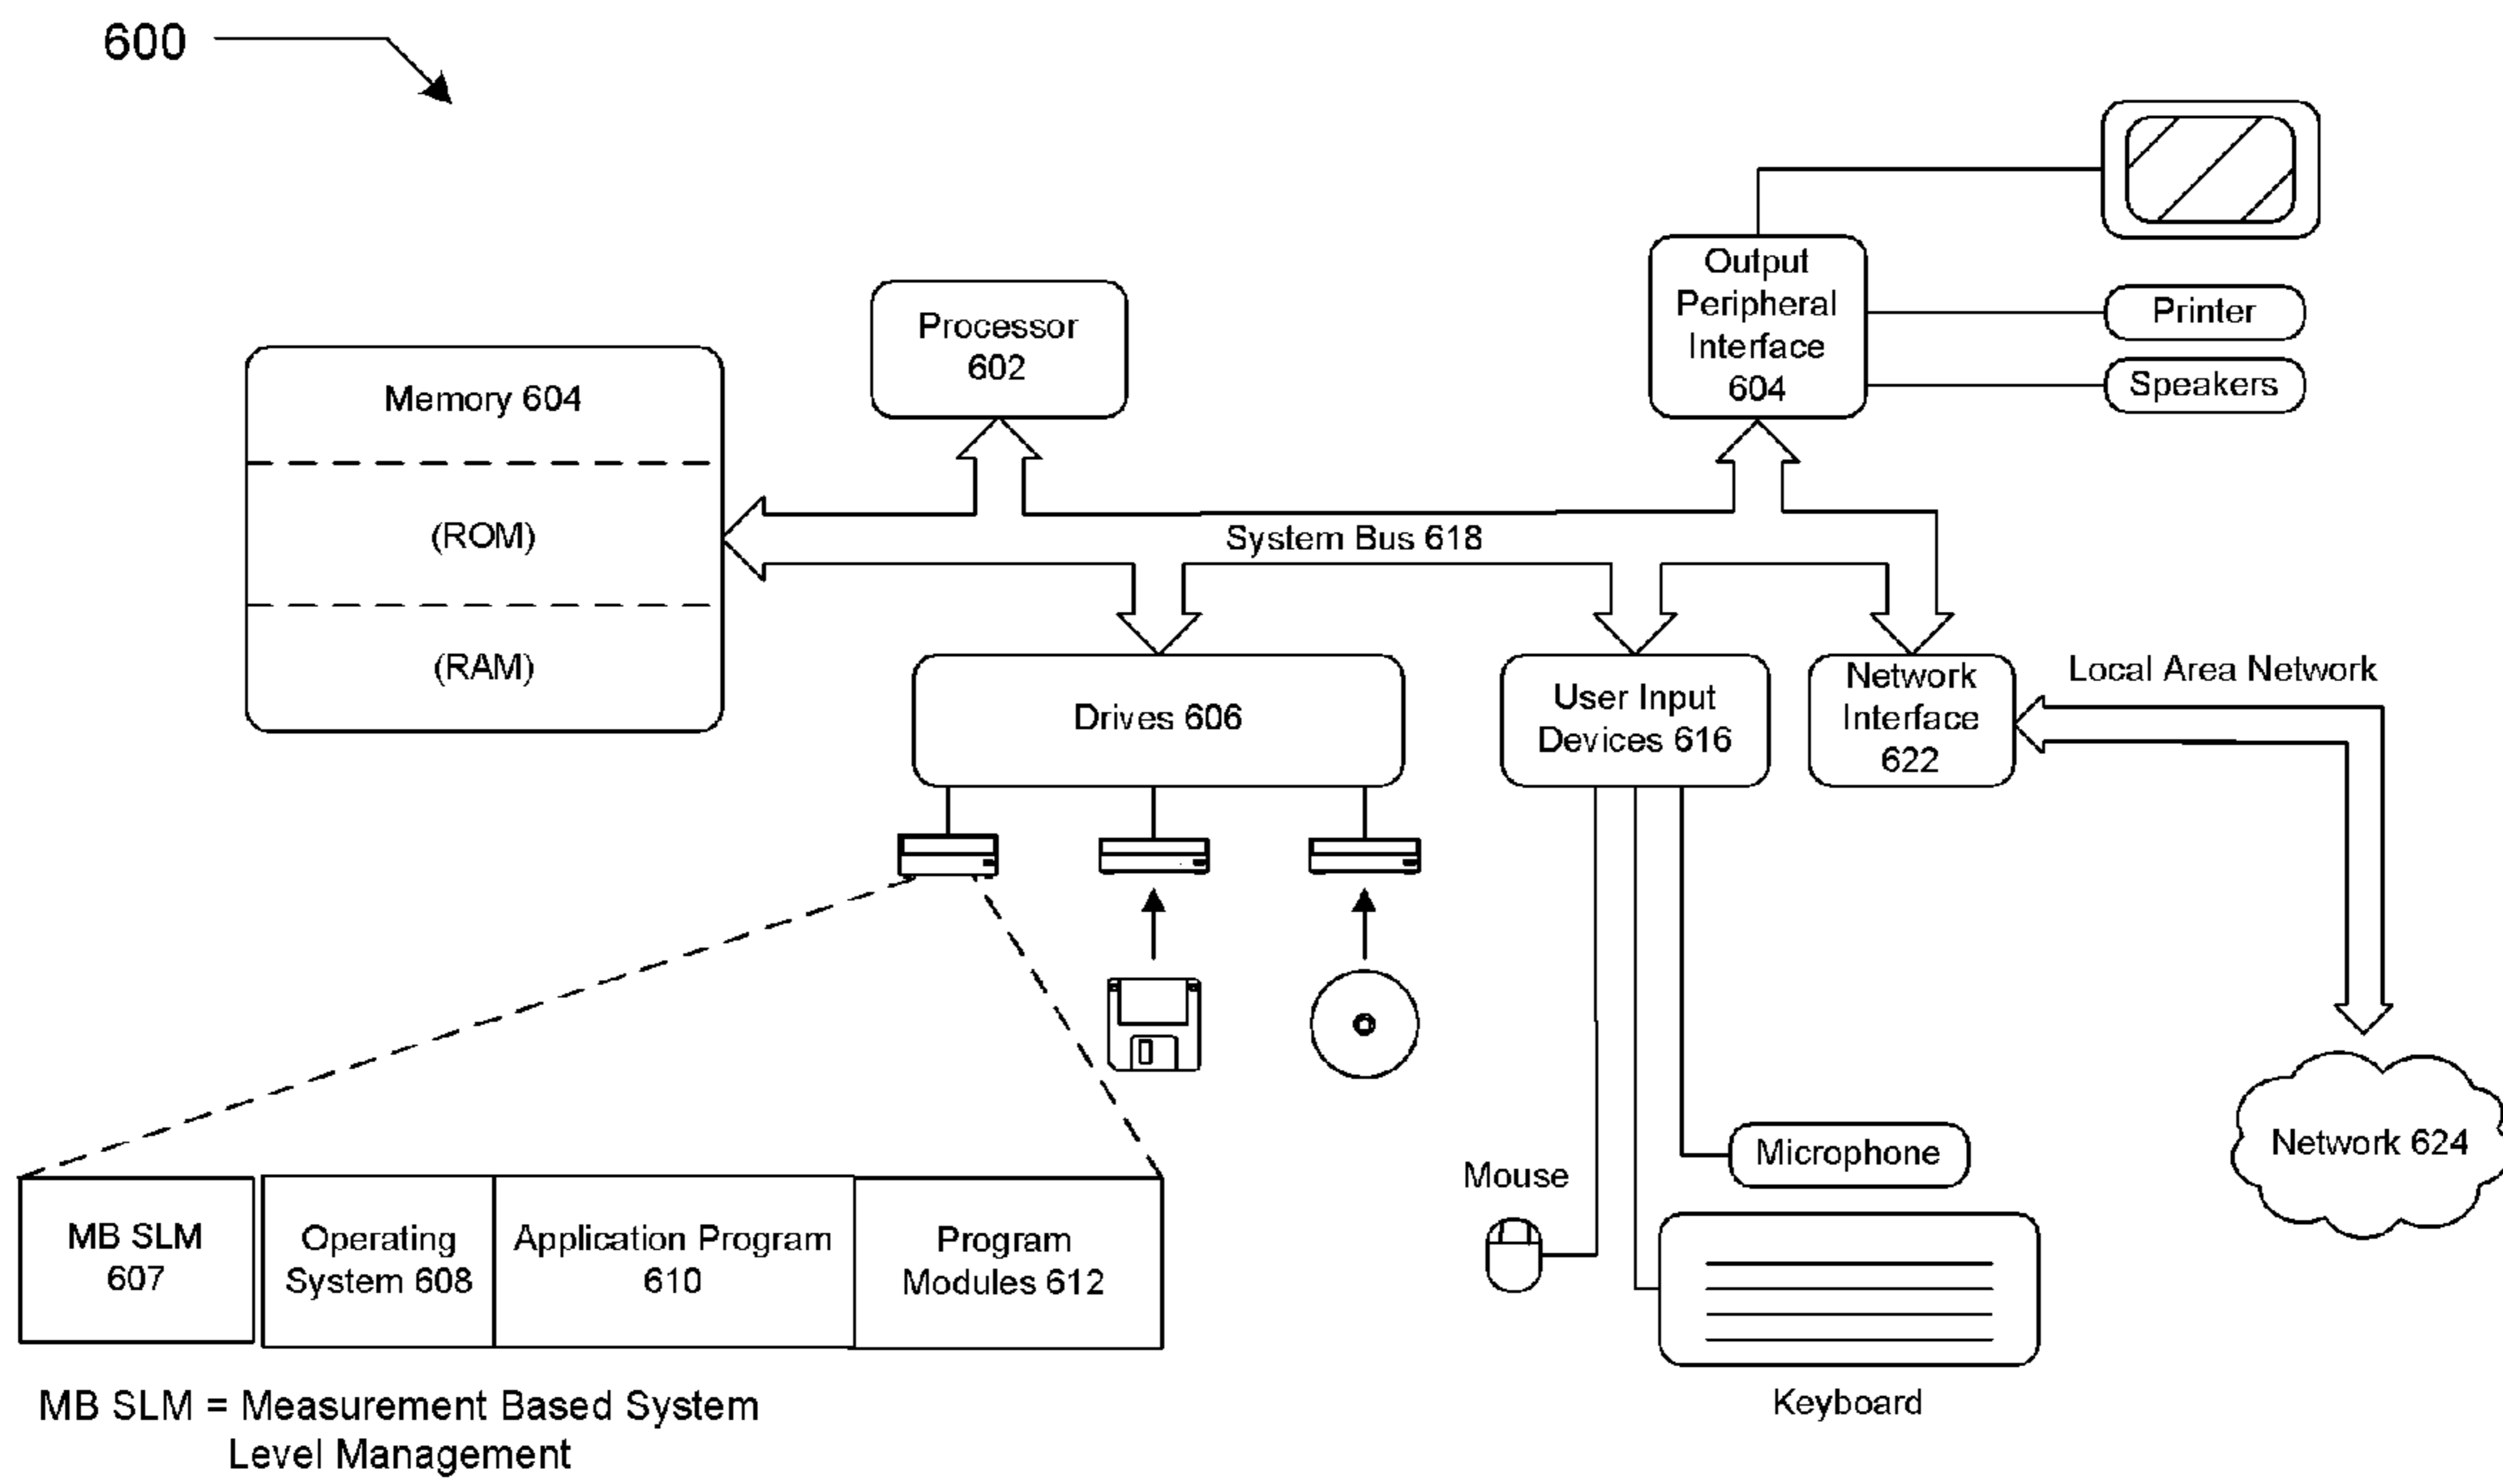 600
Output
Peripheral
Interface
604
Printer
Speakers
Processor
602
Memory 604
(ROM)
(RAM)
System Bus 618
Drives 606
User Input
Devices 616
Network
Interface
622
Local Area Network
Network 624
Microphone
Mouse
Keyboard
MB SLM
607
Operating
System 608
Application Program
610
Program
Modules 612
MB SLM = Measurement Based System
Level Management